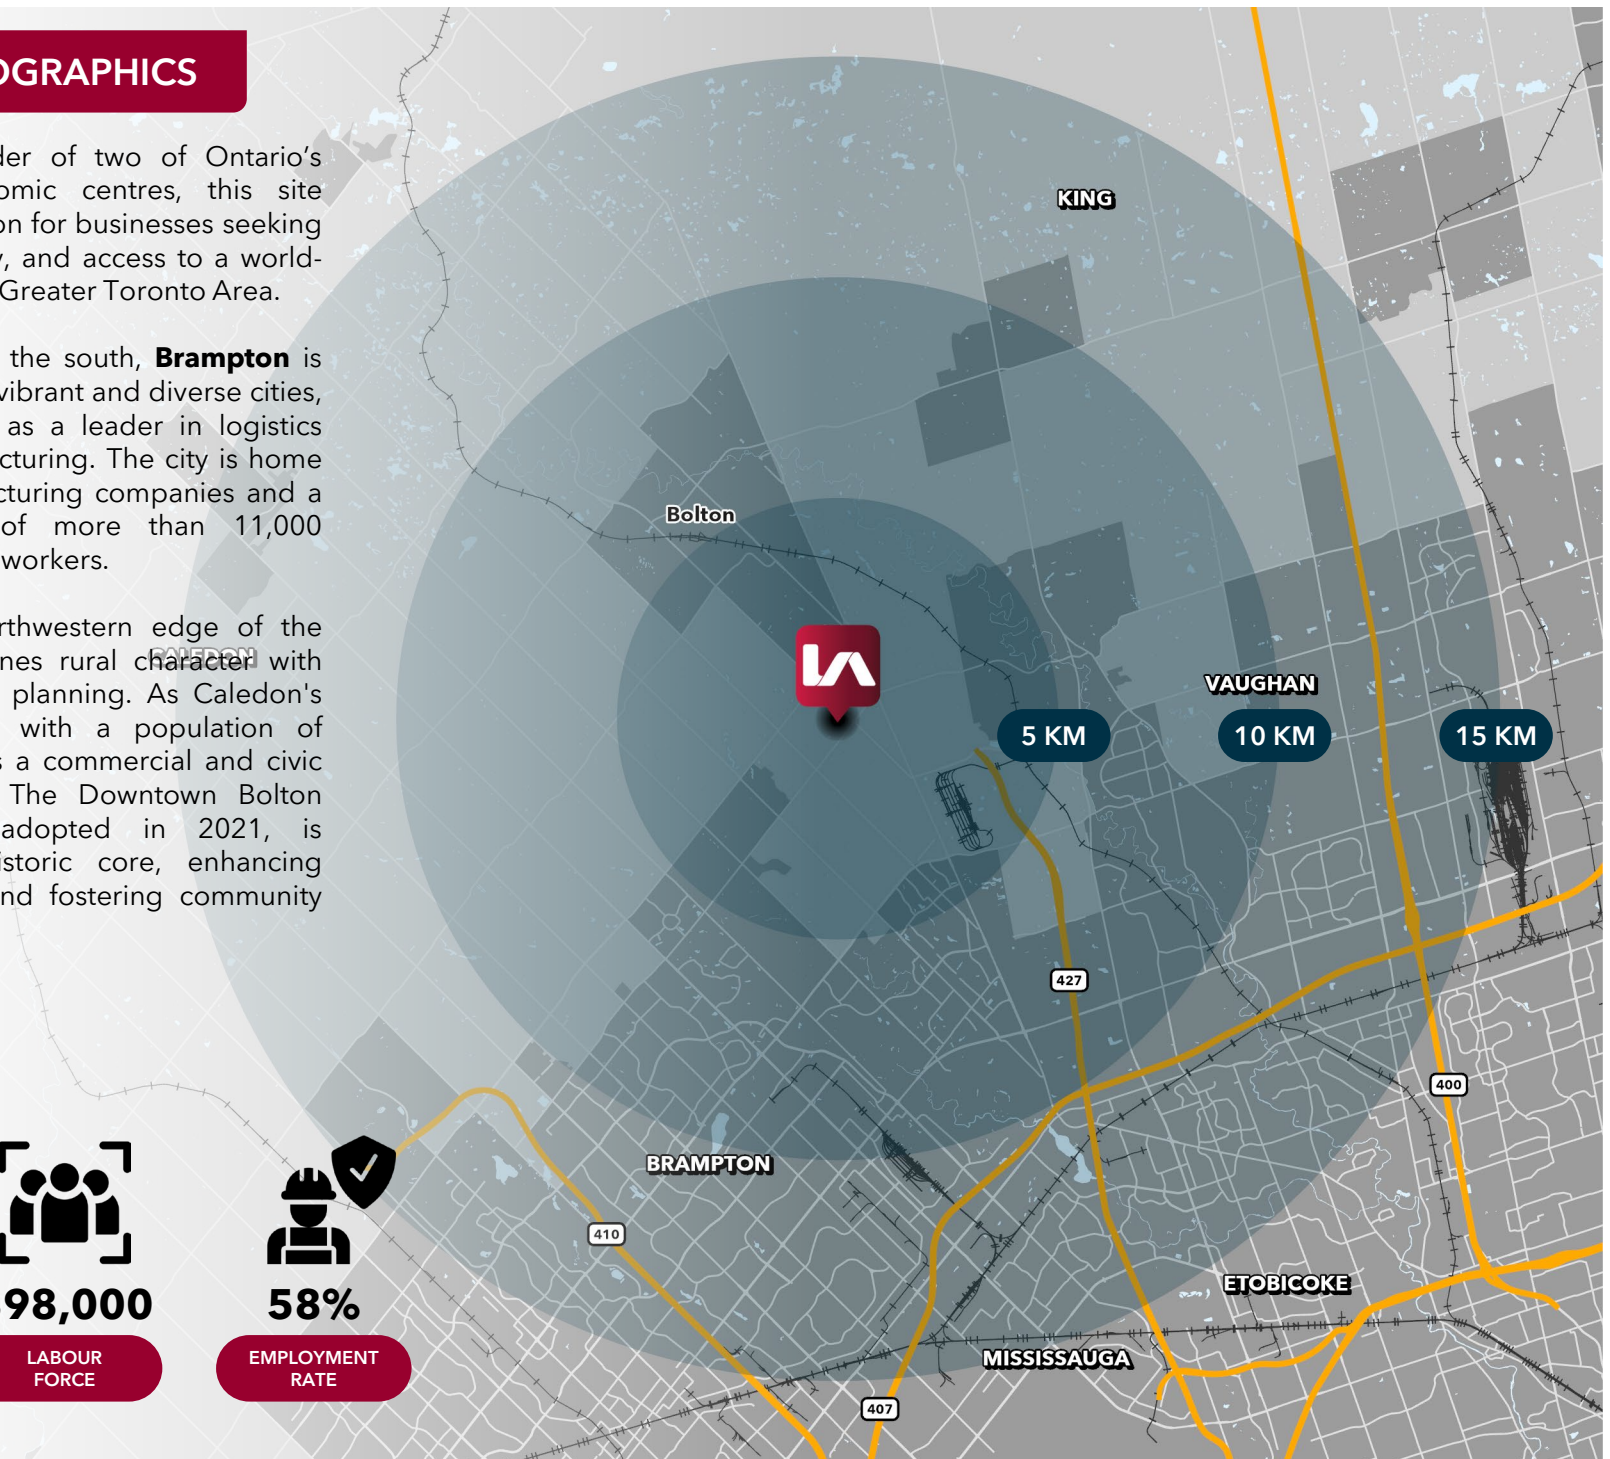 OGRAPHICS
der of two of Ontario’s
omic centres, this site
on for businesses seeking
y, and access to a world-
Greater Toronto Area.
the south, Brampton is
vibrant and diverse cities,
as a leader in logistics
cturing. The city is home
cturing companies and a
of more than 11,000
workers.
rthwestern edge of the
nes rural character with
planning. As Caledon's
with a population of
s a commercial and civic
The Downtown Bolton
adopted in 2021, is
istoric core, enhancing
nd fostering community
CALEDON
KING
Bolton
VAUGHAN
5 KM
10 KM
15 KM
427
400
BRAMPTON
410
ETOBICOKE
MISSISSAUGA
407
98,000
LABOUR
FORCE
58%
EMPLOYMENT
RATE